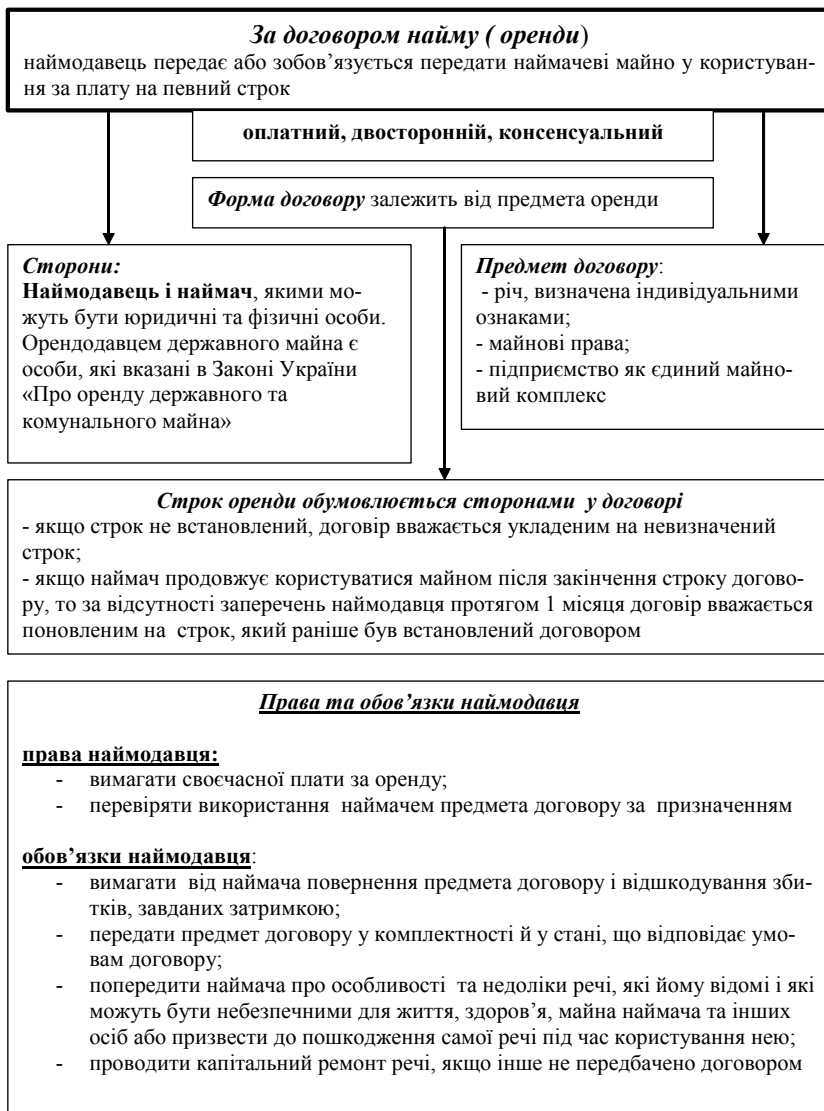 За договором найму ( оренди)
наймодавець передає або зобов’язується передати наймачеві майно у користуван-
ня за плату на певний строк
оплатний, двосторонній, консенсуальний
Форма договору залежить від предмета оренди
Сторони:
Наймодавець і наймач, якими мо-
жуть бути юридичні та фізичні особи.
Орендодавцем державного майна є
особи, які вказані в Законі України
«Про оренду державного та
комунального майна»
Предмет договору:
- річ, визначена індивідуальними
ознаками;
- майнові права;
- підприємство як єдиний майно-
вий комплекс
Строк оренди обумовлюється сторонами у договорі
- якщо строк не встановлений, договір вважається укладеним на невизначений
строк;
- якщо наймач продовжує користуватися майном після закінчення строку догово-
ру, то за відсутності заперечень наймодавця протягом 1 місяця договір вважається
поновленим на строк, який раніше був встановлений договором
Права та обов’язки наймодавця
права наймодавця:
- вимагати своєчасної плати за оренду;
- перевіряти використання наймачем предмета договору за призначенням
обов’язки наймодавця:
- вимагати від наймача повернення предмета договору і відшкодування зби-
тків, завданих затримкою;
- передати предмет договору у комплектності й у стані, що відповідає умо-
вам договору;
- попередити наймача про особливості та недоліки речі, які йому відомі і які
можуть бути небезпечними для життя, здоров’я, майна наймача та інших
осіб або призвести до пошкодження самої речі під час користування нею;
- проводити капітальний ремонт речі, якщо інше не передбачено договором